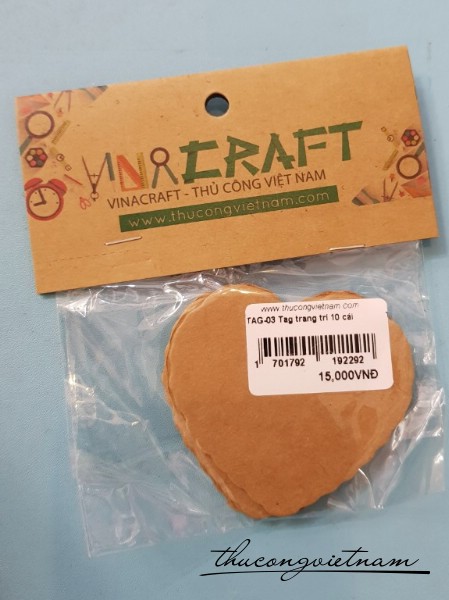 VINACRAFT
VINACRAFT - THỦ CÔNG VIỆT NAM
www.thucongvietnam.com
www.thucongvietnam.com
TAG-03 Tag trang trí 10 cái
1 701792 192292
15,000VNĐ
thucongvietnam